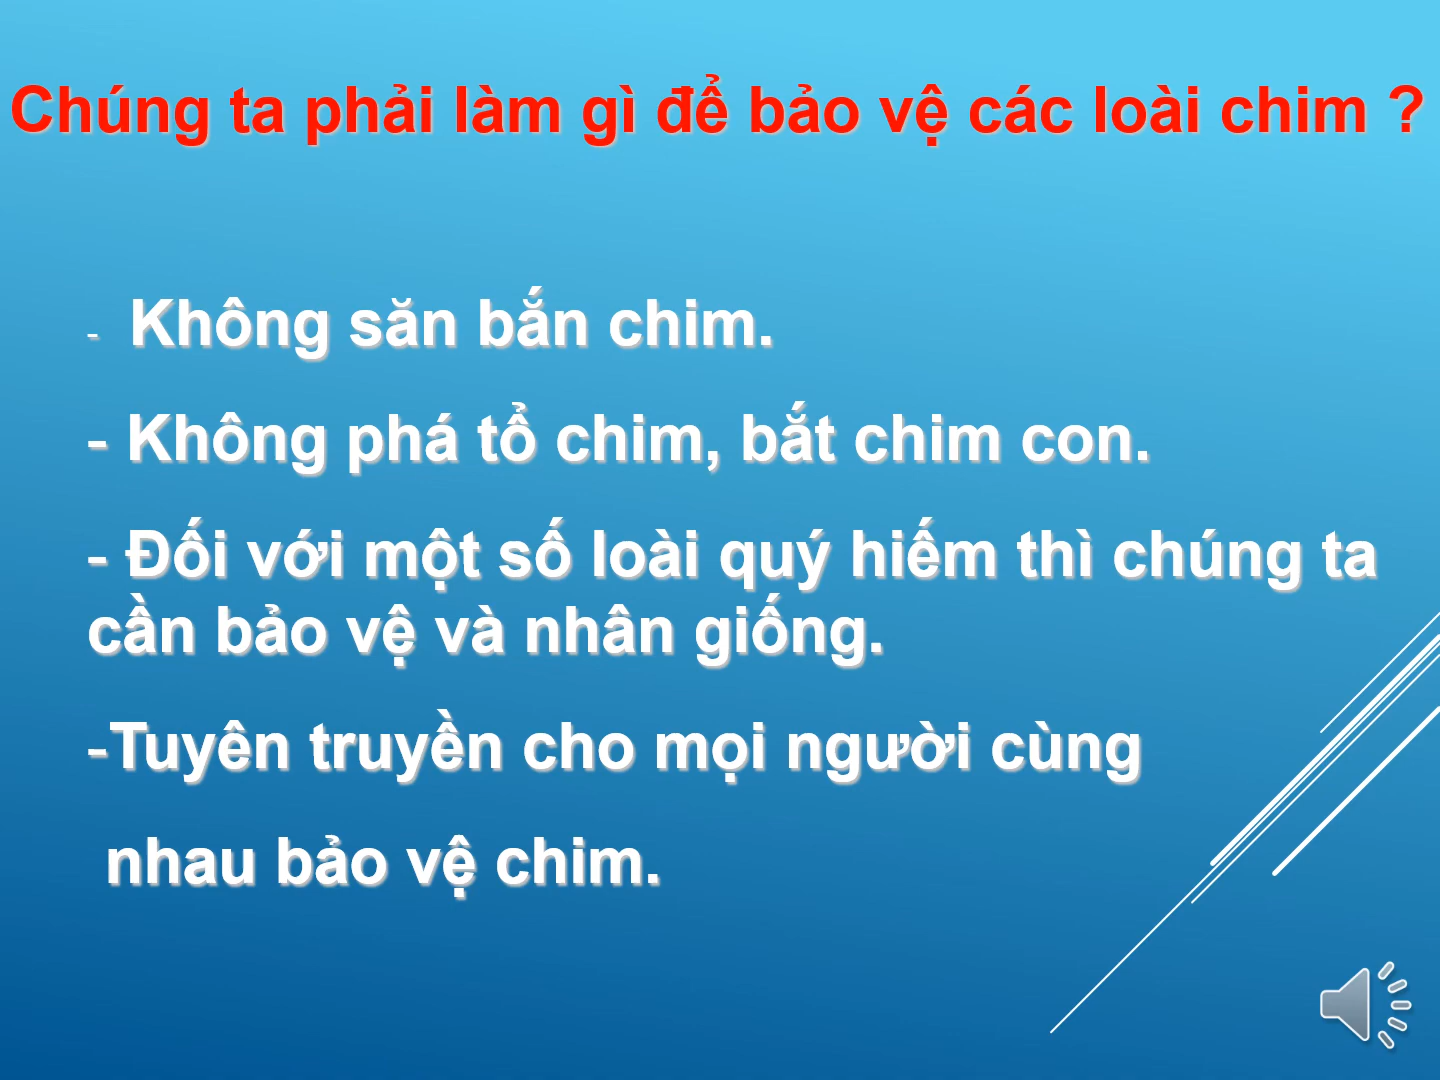 Chúng ta phải làm gì để bảo vệ các loài chim ?
- Không săn bắn chim.
- Không phá tổ chim, bắt chim con.
- Đối với một số loài quý hiếm thì chúng ta
cần bảo vệ và nhân giống.
-Tuyên truyền cho mọi người cùng
nhau bảo vệ chim.